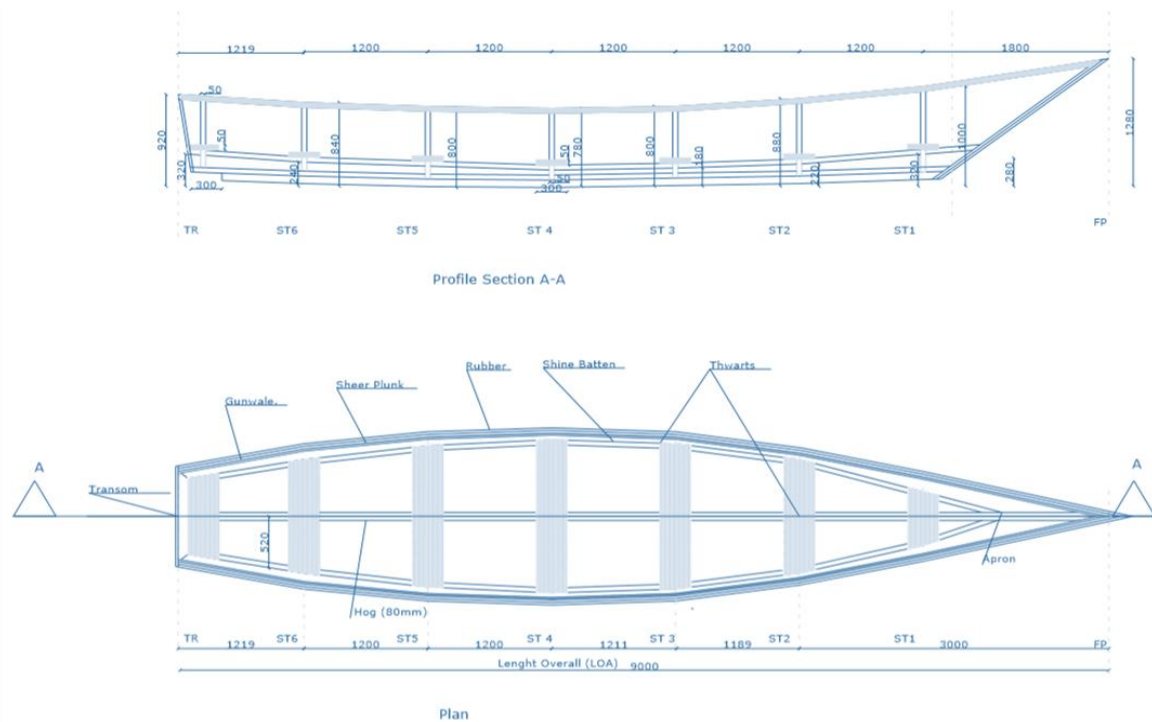 1219 1200 1200 1200 1200 1200 1800
50
920 320 300 50 240 840 800 50 780 300 800 180 880 220 320 1000 280 1280
TR ST6 ST5 ST 4 ST 3 ST2 ST1 FP
Profile Section A-A
Gunwale. Sheer Plunk Rubber Shine Batten Thwarts
A A
Transom
520
Apron
Hog (80mm)
TR ST6 ST5 ST 4 ST 3 ST2 ST1 FP
1219 1200 1200 1211 1189 3000
Lenght Overall (LOA) 9000
Plan